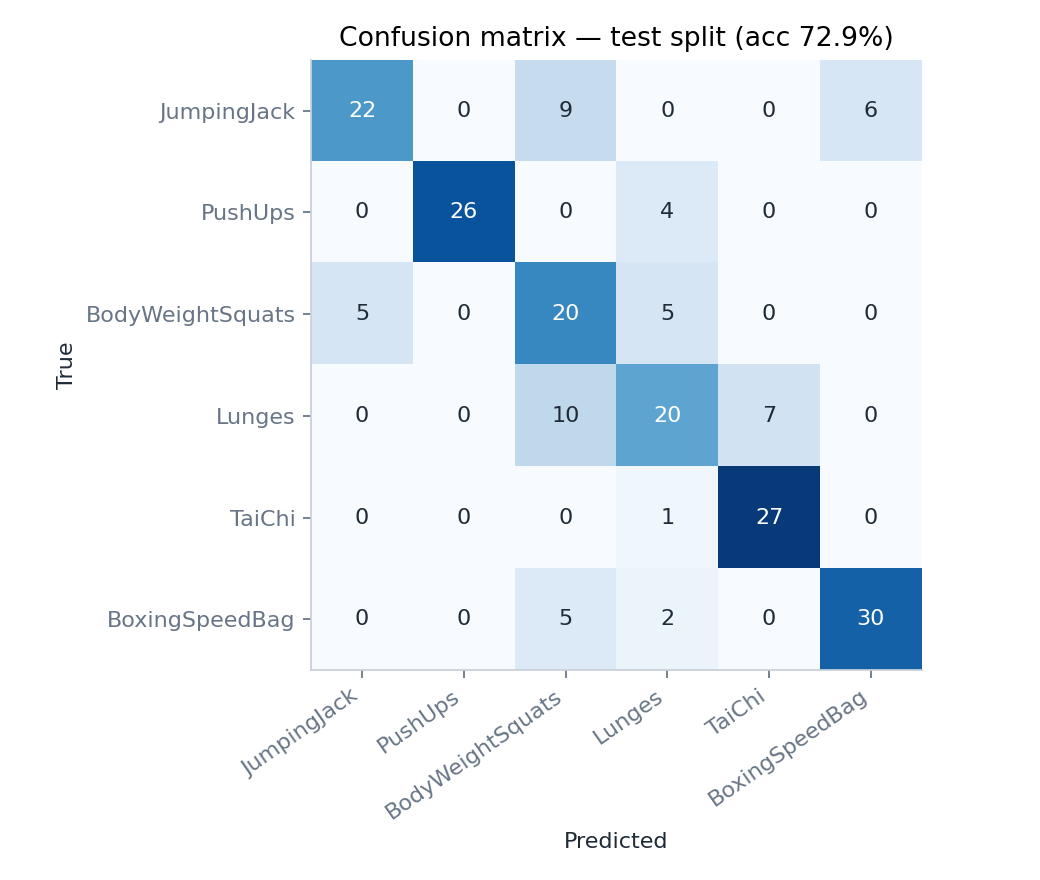 Confusion matrix — test split (acc 72.9%)
JumpingJack 22 0 9 0 0 6
PushUps 0 26 0 4 0 0
BodyWeightSquats 5 0 20 5 0 0
Lunges 0 0 10 20 7 0
TaiChi 0 0 0 1 27 0
BoxingSpeedBag 0 0 5 2 0 30
True
JumpingJack PushUps BodyWeightSquats Lunges TaiChi BoxingSpeedBag
Predicted